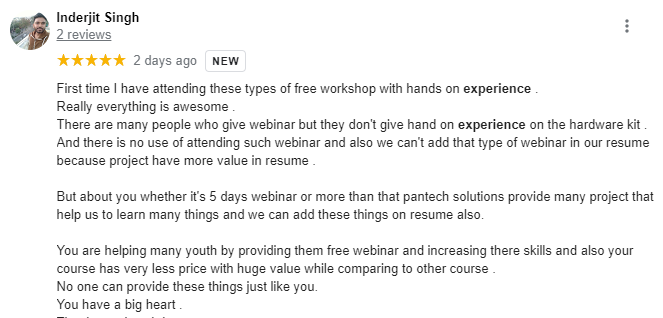 Inderjit Singh
2 reviews
2 days ago NEW
First time I have attending these types of free workshop with hands on experience .
Really everything is awesome .
There are many people who give webinar but they don't give hand on experience on the hardware kit .
And there is no use of attending such webinar and also we can't add that type of webinar in our resume
because project have more value in resume .
But about you whether it's 5 days webinar or more than that pantech solutions provide many project that
help us to learn many things and we can add these things on resume also.
You are helping many youth by providing them free webinar and increasing there skills and also your
course has very less price with huge value while comparing to other course .
No one can provide these things just like you.
You have a big heart .